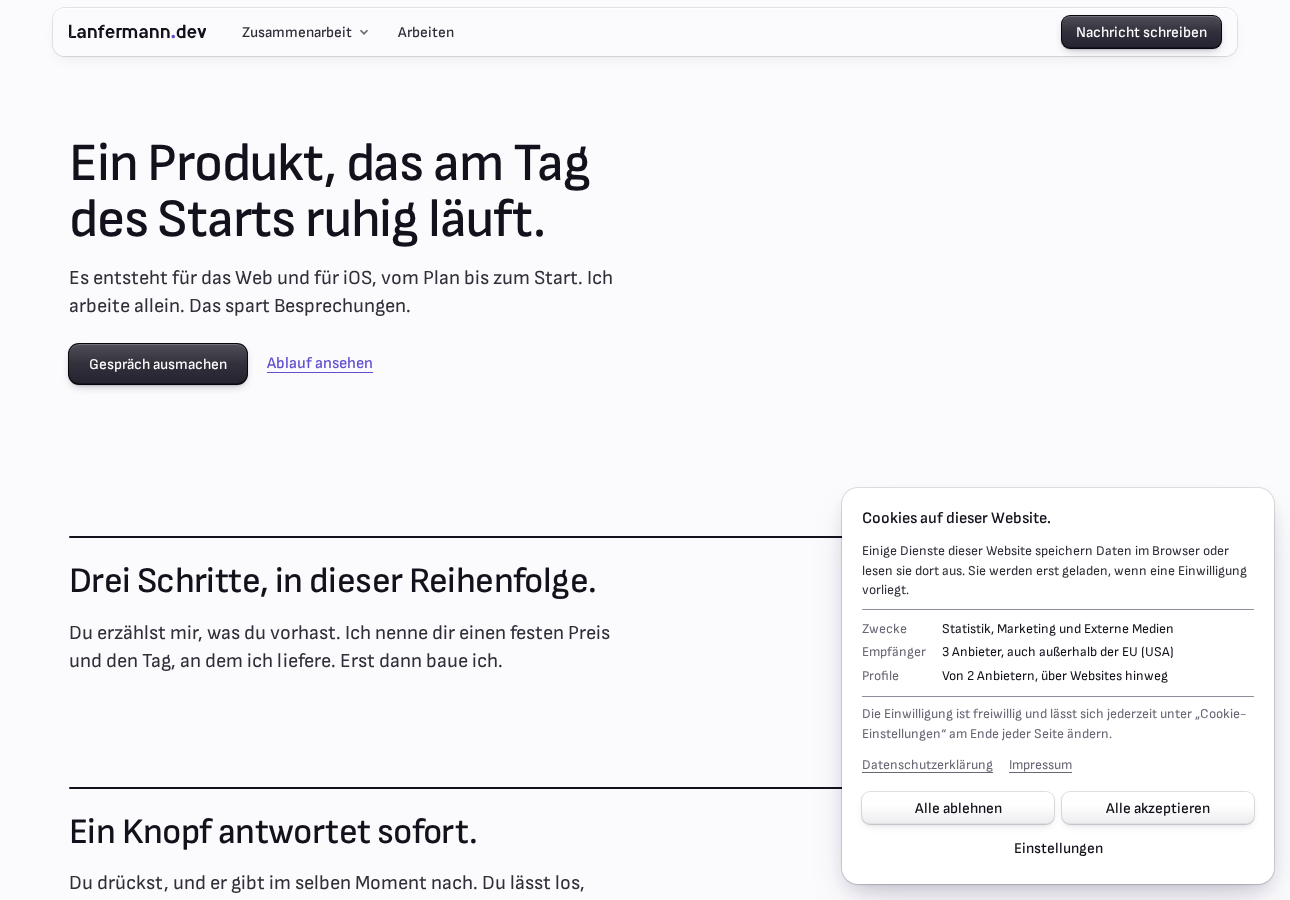 Lanfermann.dev
Zusammenarbeit
Arbeiten
Nachricht schreiben
Ein Produkt, das am Tag
des Starts ruhig läuft.
Es entsteht für das Web und für iOS, vom Plan bis zum Start. Ich
arbeite allein. Das spart Besprechungen.
Gespräch ausmachen
Ablauf ansehen
Drei Schritte, in dieser Reihenfolge.
Du erzählst mir, was du vorhast. Ich nenne dir einen festen Preis
und den Tag, an dem ich liefere. Erst dann baue ich.
Ein Knopf antwortet sofort.
Du drückst, und er gibt im selben Moment nach. Du lässt los,
Cookies auf dieser Website.
Einige Dienste dieser Website speichern Daten im Browser oder
lesen sie dort aus. Sie werden erst geladen, wenn eine Einwilligung
vorliegt.
Zwecke Statistik, Marketing und Externe Medien
Empfänger 3 Anbieter, auch außerhalb der EU (USA)
Profile Von 2 Anbietern, über Websites hinweg
Die Einwilligung ist freiwillig und lässt sich jederzeit unter „Cookie-
Einstellungen“ am Ende jeder Seite ändern.
Datenschutzerklärung Impressum
Alle ablehnen
Alle akzeptieren
Einstellungen